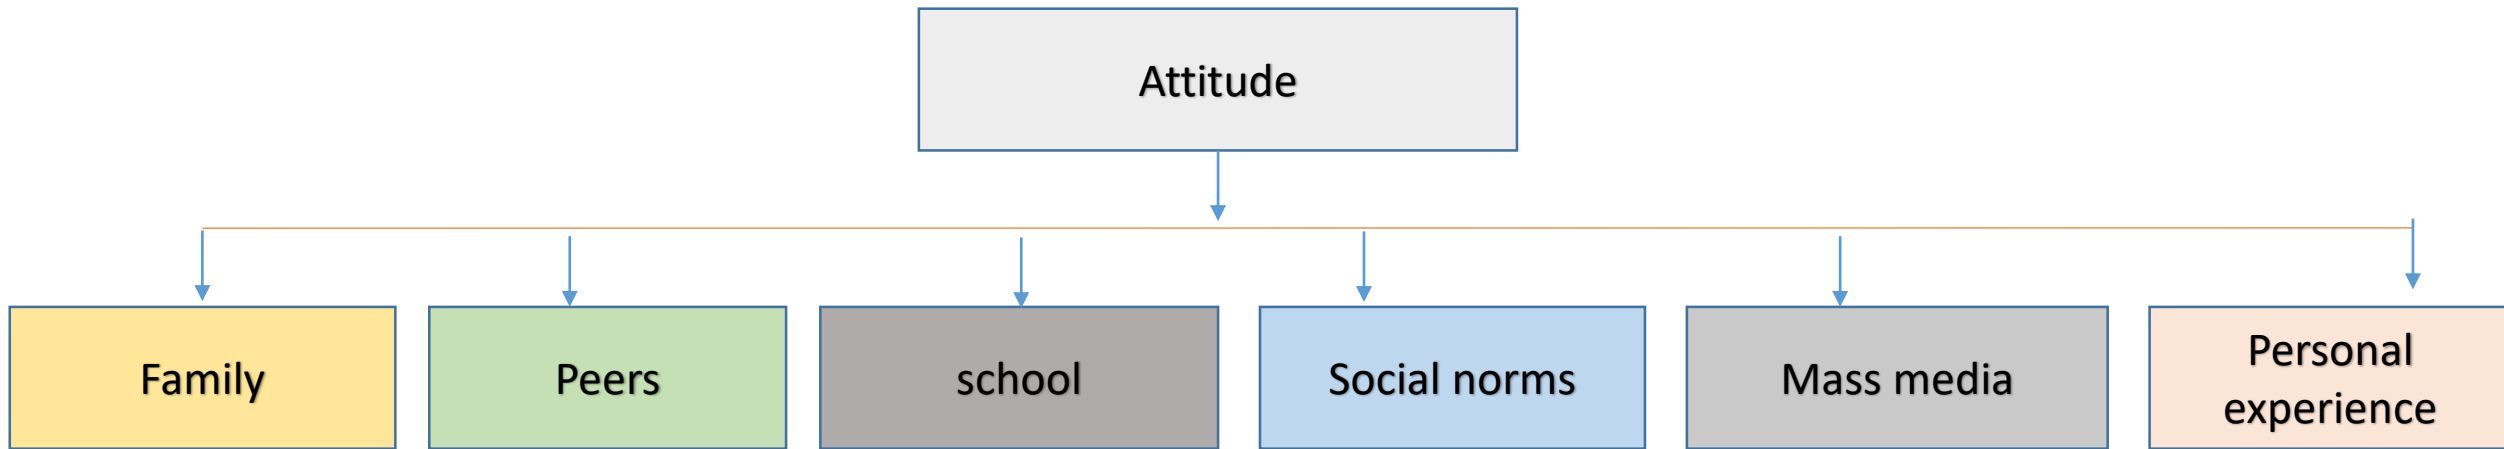 Attitude
Family
Peers
school
Social norms
Mass media
Personal
experience